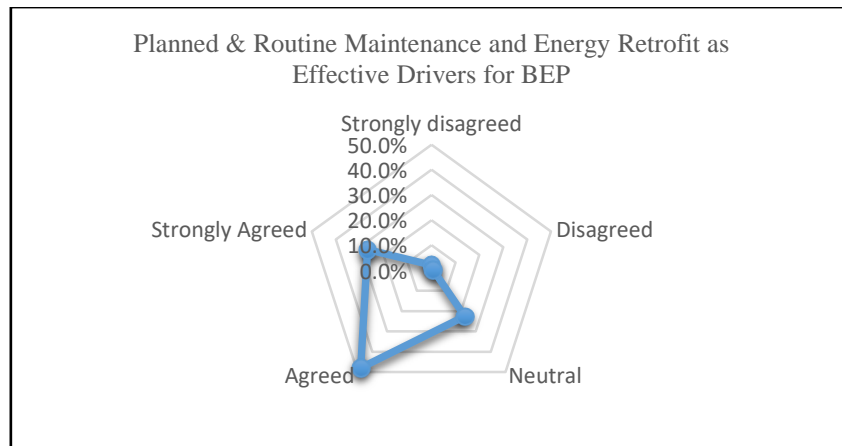 Planned & Routine Maintenance and Energy Retrofit as
Effective Drivers for BEP
Strongly disagreed
50.0%
40.0%
30.0%
20.0%
10.0%
0.0%
Strongly Agreed
Disagreed
Agreed
Neutral